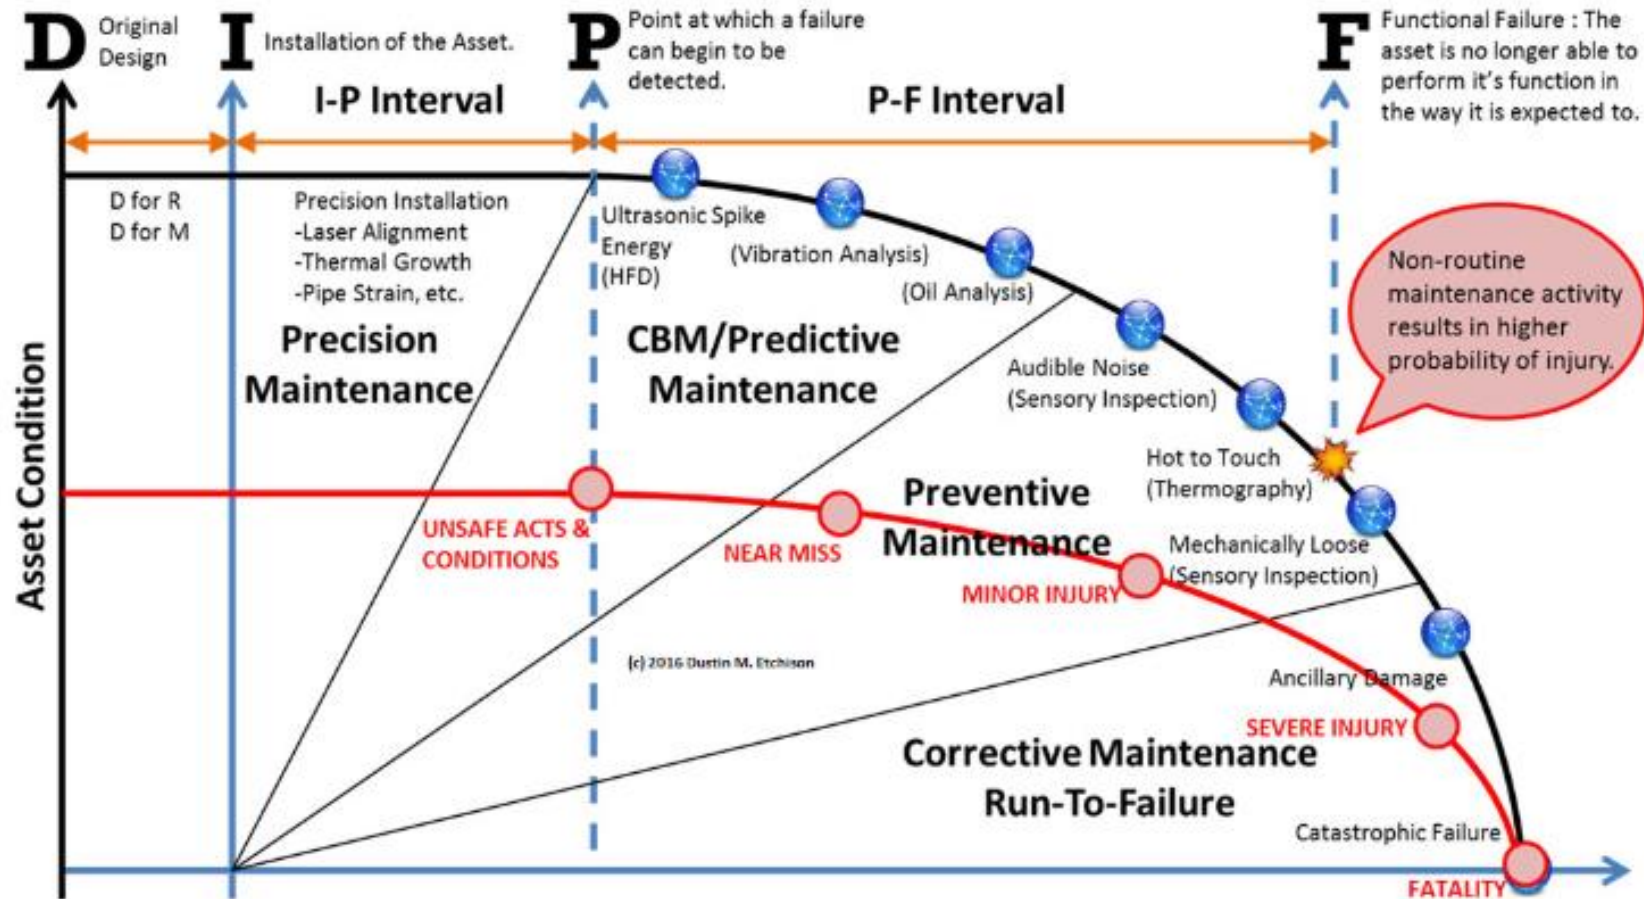 D
Original
Design
I
Installation of the Asset.
P
Point at which a failure
can begin to be
detected.
F
Functional Failure : The
asset is no longer able to
perform it's function in
the way it is expected to.
I-P Interval
P-F Interval
D for R
D for M
Precision Installation
-Laser Alignment
-Thermal Growth
-Pipe Strain, etc.
Precision
Maintenance
Ultrasonic Spike
Energy
(HFD)
(Vibration Analysis)
(Oil Analysis)
CBM/Predictive
Maintenance
Audible Noise
(Sensory Inspection)
Non-routine
maintenance activity
results in higher
probability of injury.
Hot to Touch
(Thermography)
Asset Condition
Preventive
Maintenance
UNSAFE ACTS &
CONDITIONS
NEAR MISS
Mechanically Loose
(Sensory Inspection)
MINOR INJURY
(c) 2016 Dustin M. Etchison
Ancillary Damage
SEVERE INJURY
Corrective Maintenance
Run-To-Failure
Catastrophic Failure
FATALITY